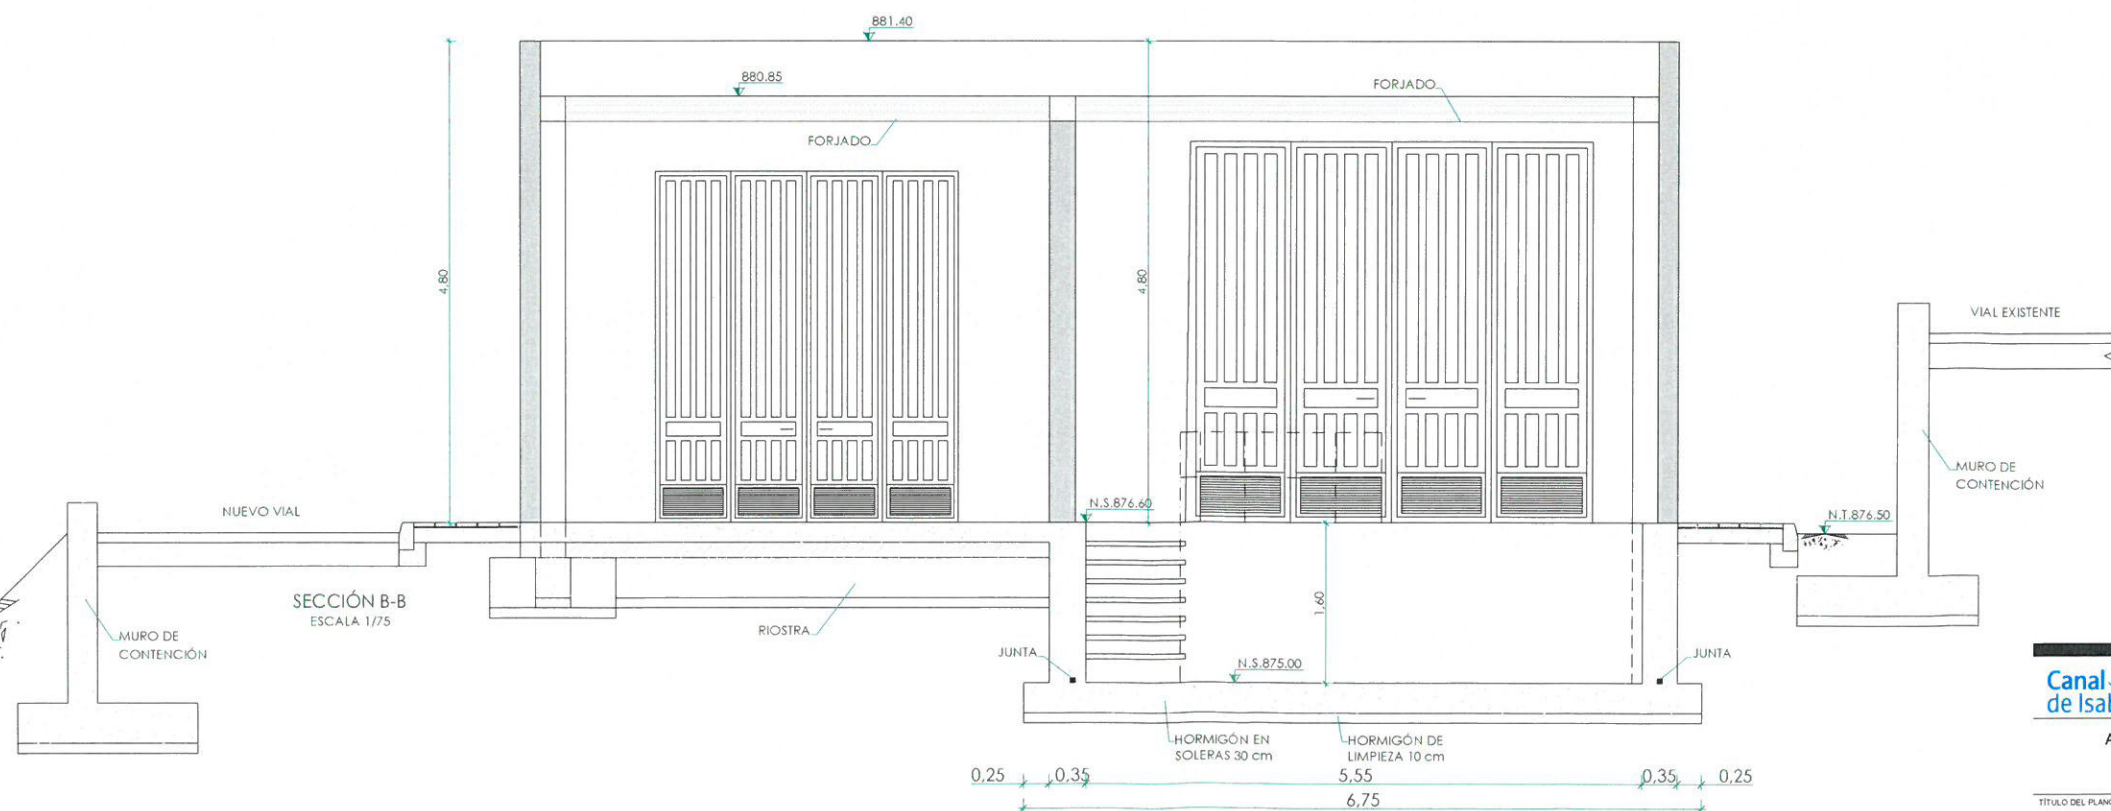 881.40
880.85
FORJADO
FORJADO
4,80
4,80
VIAL EXISTENTE
MURO DE
CONTENCIÓN
N.S.876.60
N.T.876.50
NUEVO VIAL
SECCIÓN B-B
ESCALA 1/75
MURO DE
CONTENCIÓN
RIOSTRA
1,60
JUNTA
N.S.875.00
JUNTA
HORMIGÓN EN
SOLERAS 30 cm
HORMIGÓN DE
LIMPIEZA 10 cm
0,25 0,35 5,55 0,35 0,25
6,75
Canal
de Isa
A
TÍTULO DEL PLANO